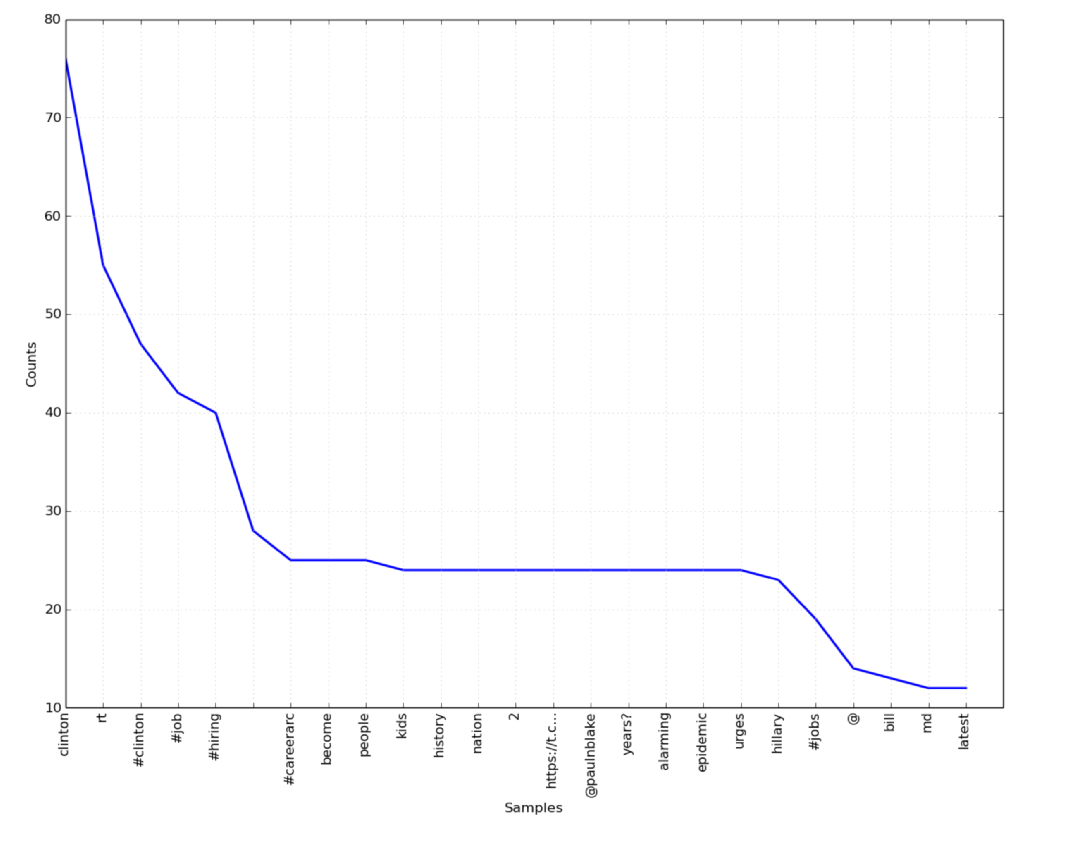 80
70
60
50
40
30
20
10
Counts
clinton
rt
#clinton
#job
#hiring
#careerarc
become
people
kids
history
nation
2
https://t.c...
@paulnblake
years?
alarming
epidemic
urges
hillary
#jobs
@
bill
md
latest
Samples